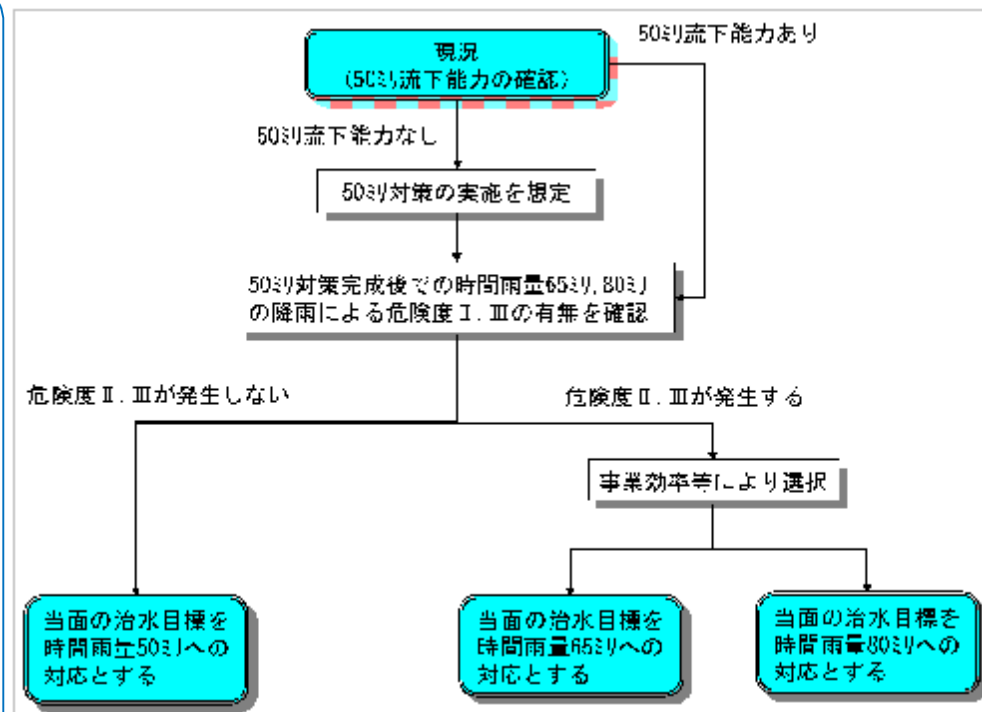 50ミリ流下能力あり
現況
(50ミリ流下能力の確認)
50ミリ流下能力なし
50ミリ対策の実施を想定
50ミリ対策完成後での時間雨量65ミリ,80ミリ
の降雨による危険度Ⅱ.Ⅲの有無を確認
危険度Ⅱ.Ⅲが発生しない
危険度Ⅱ.Ⅲが発生する
事業効率等により選択
当面の治水目標を
時間雨量50ミリへの
対応とする
当面の治水目標を
時間雨量65ミリへの
対応とする
当面の治水目標を
時間雨量80ミリへの
対応とする